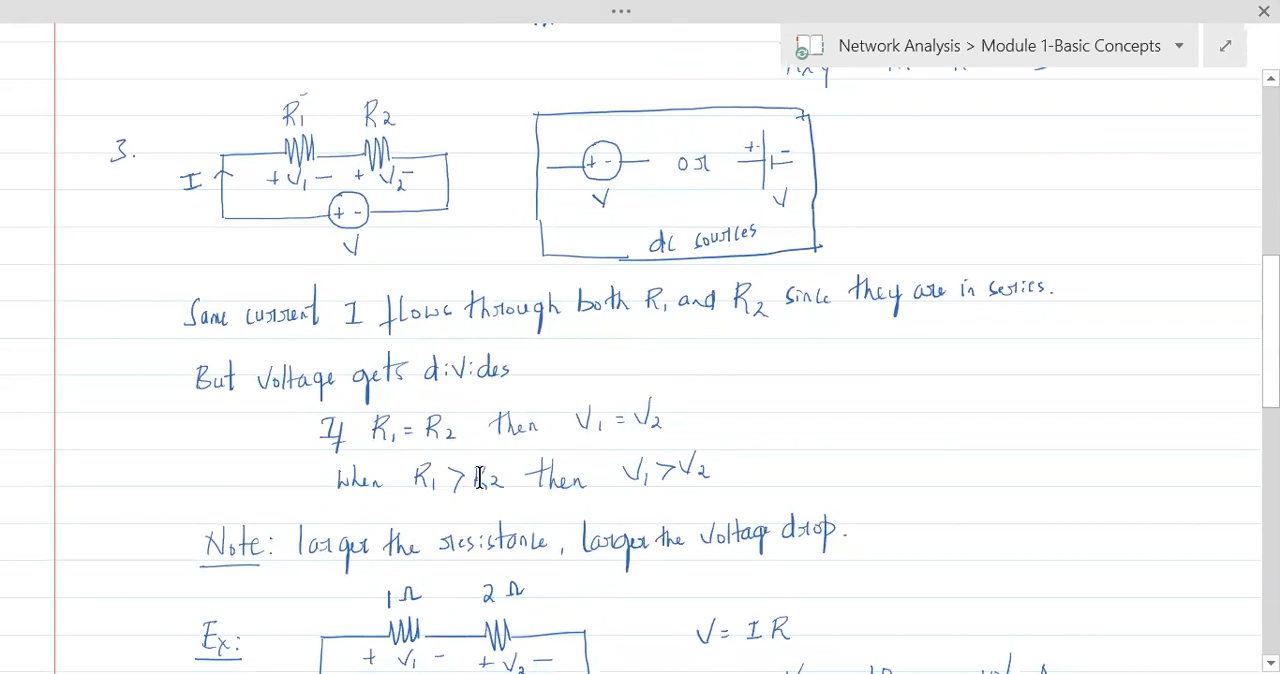 Network Analysis > Module 1-Basic Concepts
R1 R2
3.
I + V1 - + V2 -
+ -
V
+ - or + -
V V
dc sources
Same current I flows through both R1 and R2 since they are in series.
But voltage gets divides
If R1 = R2 then V1 = V2
When R1 > R2 then V1 > V2
Note: larger the resistance, larger the voltage drop.
1Ω 2Ω
Ex:
V = IR
+ V1 - + V2 -